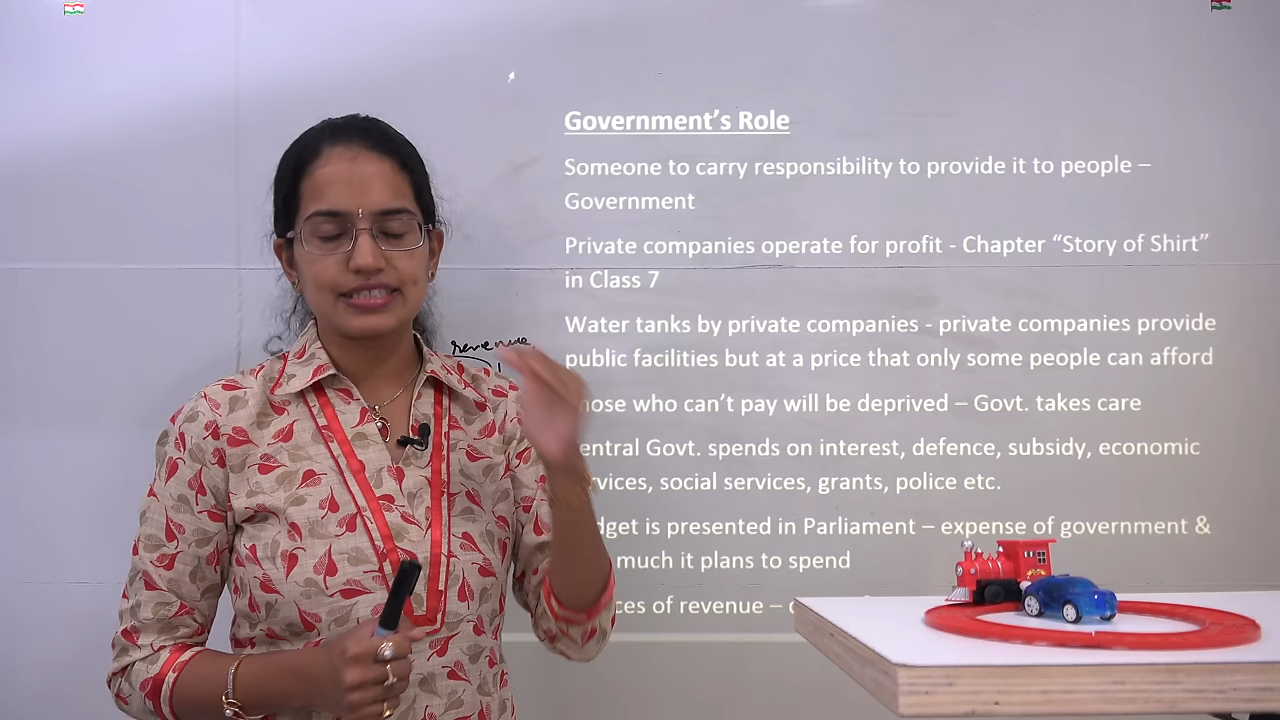 Government's Role
Someone to carry responsibility to provide it to people –
Government
Private companies operate for profit - Chapter “Story of Shirt”
in Class 7
revenue
Water tanks by private companies - private companies provide
public facilities but at a price that only some people can afford
hose who can't pay will be deprived – Govt. takes care
entral Govt. spends on interest, defence, subsidy, economic
rvices, social services, grants, police etc.
dget is presented in Parliament – expense of government &
much it plans to spend
ces of revenue –